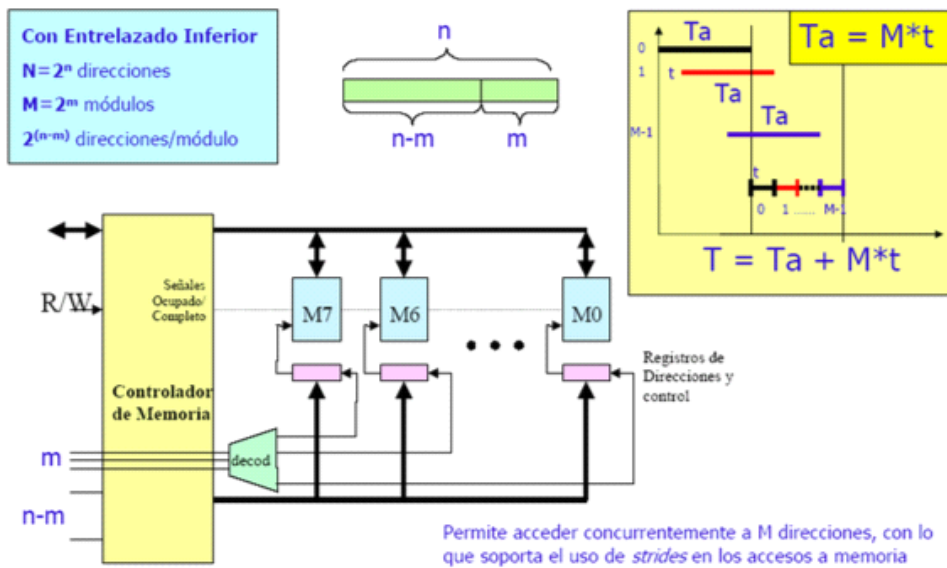 Con Entrelazado Inferior
N=2ⁿ direcciones
M=2ᵐ módulos
2⁽ⁿ⁻ᵐ⁾ direcciones/módulo
n
n-m
m
Ta = M*t
0
Ta
1
t
Ta
Ta
M-1
t
0
1
......
M-1
T = Ta + M*t
R/W
Señales
Ocupado/
Completo
M7
M6
M0
Registros de
Direcciones y
control
Controlador
de Memoria
m
decod
n-m
Permite acceder concurrentemente a M direcciones, con lo
que soporta el uso de strides en los accesos a memoria